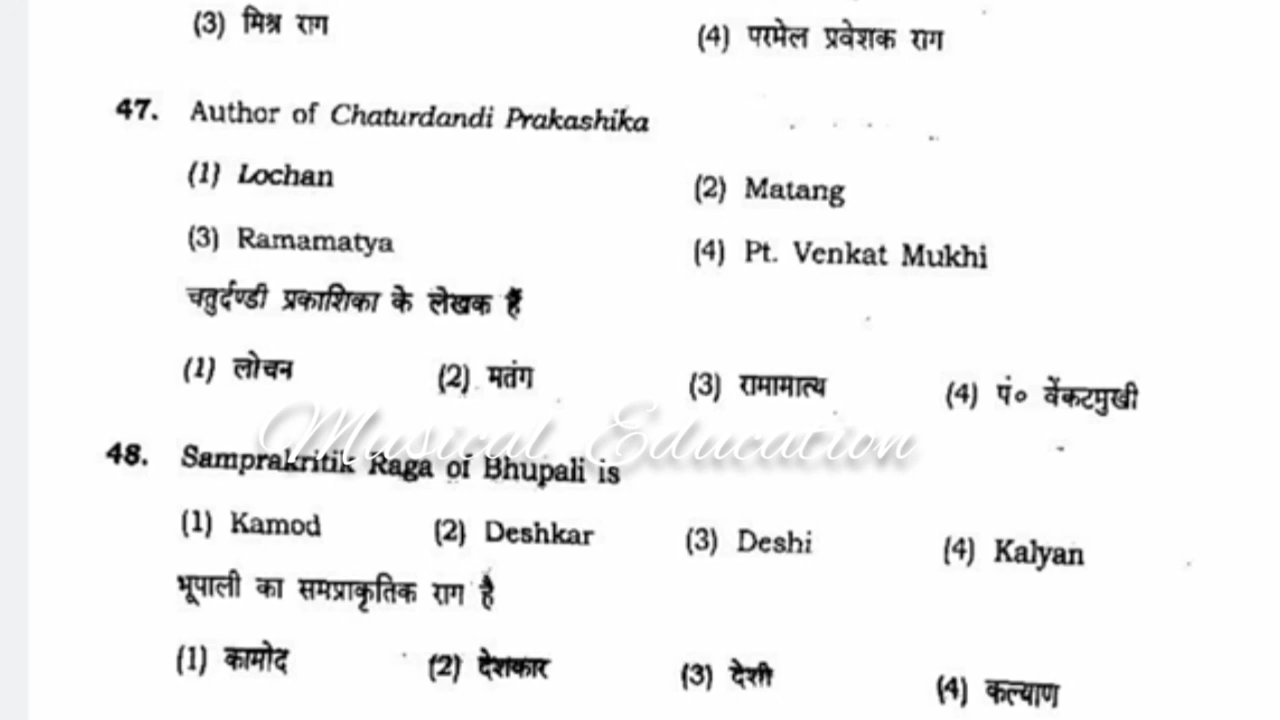 (3) मिश्र राग (4) परमेल प्रवेशक राग
47. Author of Chaturdandi Prakashika
(1) Lochan (2) Matang
(3) Ramamatya (4) Pt. Venkat Mukhi
चतुर्दण्डी प्रकाशिका के लेखक हैं
(1) लोचन (2) मतंग (3) रामामात्य (4) पं० वेंकटमुखी
Musical Education
48. Samprakritik Raga of Bhupali is
(1) Kamod (2) Deshkar (3) Deshi (4) Kalyan
भूपाली का समप्राकृतिक राग है
(1) कामोद (2) देशकार (3) देशी (4) कल्याण